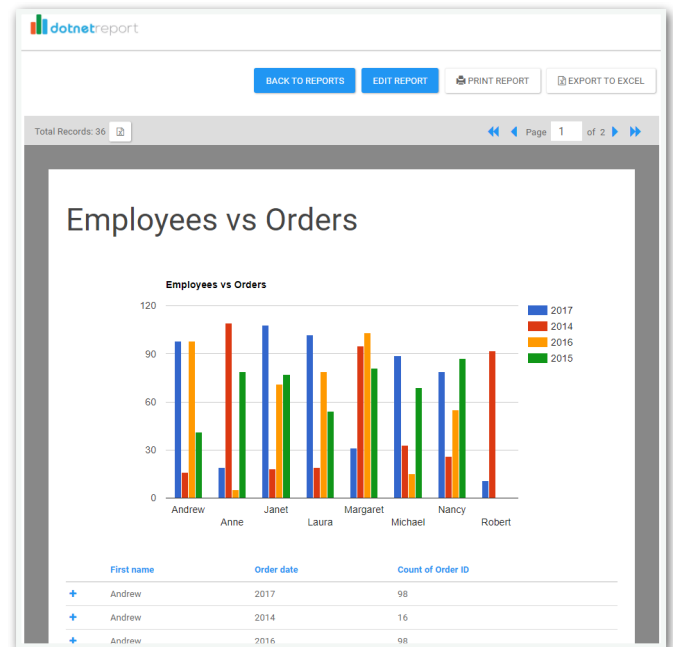 dotnetreport
BACK TO REPORTS EDIT REPORT PRINT REPORT EXPORT TO EXCEL
Total Records: 36 Page 1 of 2
Employees vs Orders
Employees vs Orders
120
90
60
30
0
2017
2014
2016
2015
Andrew Janet Margaret Nancy
Anne Laura Michael Robert
First name Order date Count of Order ID
+ Andrew 2017 98
+ Andrew 2014 16
+ Andrew 2016 98